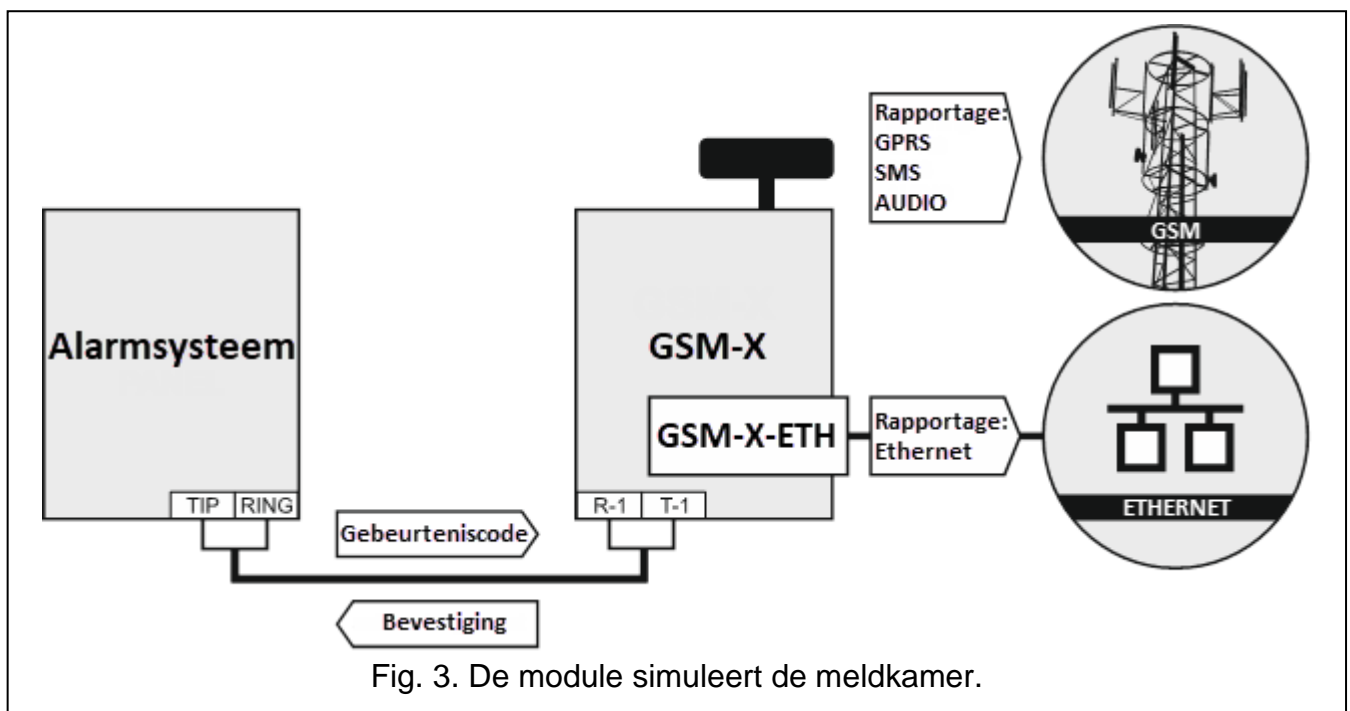 Rapportage:
GPRS
SMS
AUDIO
GSM
Alarmsysteem
GSM-X
GSM-X-ETH
Rapportage:
Ethernet
TIP RING
R-1 T-1
ETHERNET
Gebeurteniscode
Bevestiging
Fig. 3. De module simuleert de meldkamer.